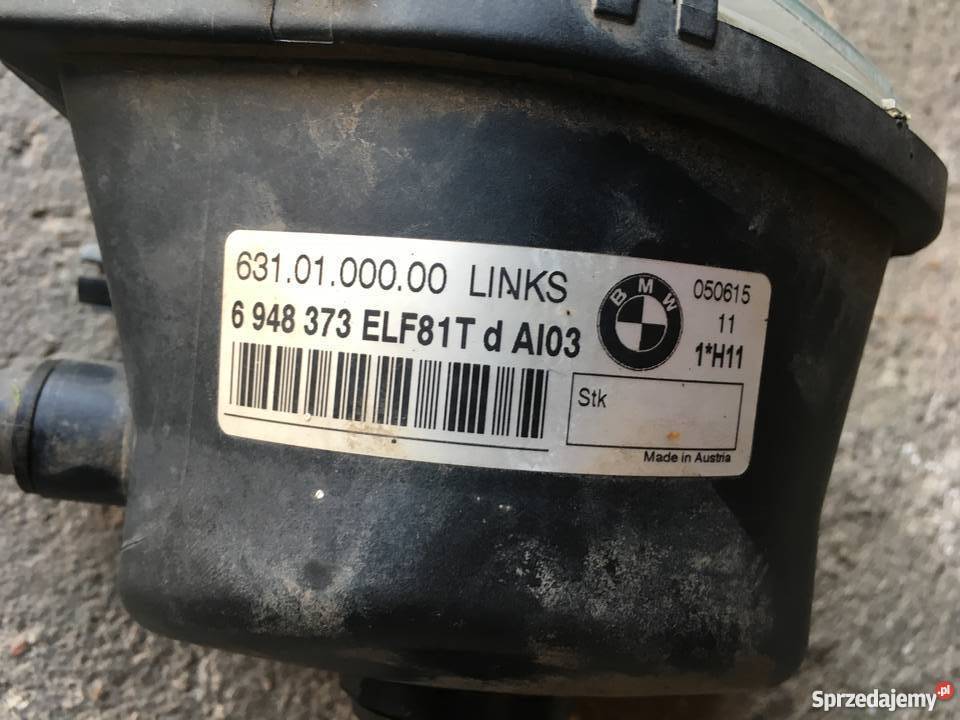 631.01.000.00 LINKS
6 948 373 ELF81T d AI03
BMW
050615
11
1*H11
Stk
Made in Austria
Sprzedajemy.pl